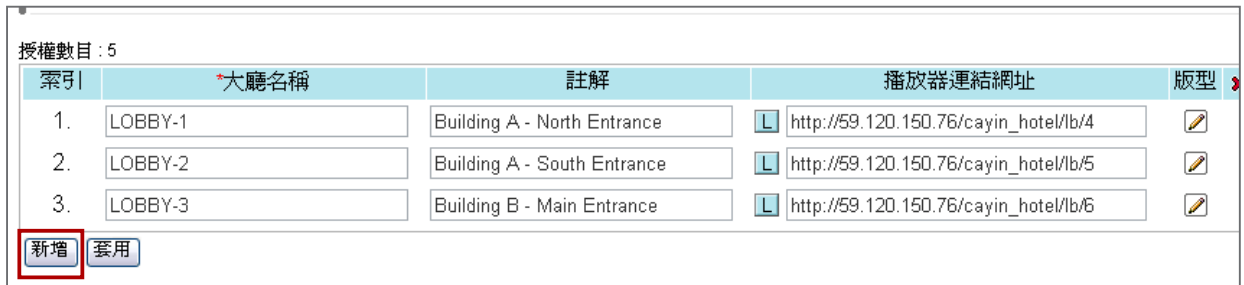 授權數目 : 5
索引 *大廳名稱 註解 播放器連結網址 版型
1. LOBBY-1 Building A - North Entrance L http://59.120.150.76/cayin_hotel/lb/4
2. LOBBY-2 Building A - South Entrance L http://59.120.150.76/cayin_hotel/lb/5
3. LOBBY-3 Building B - Main Entrance L http://59.120.150.76/cayin_hotel/lb/6
新增 套用